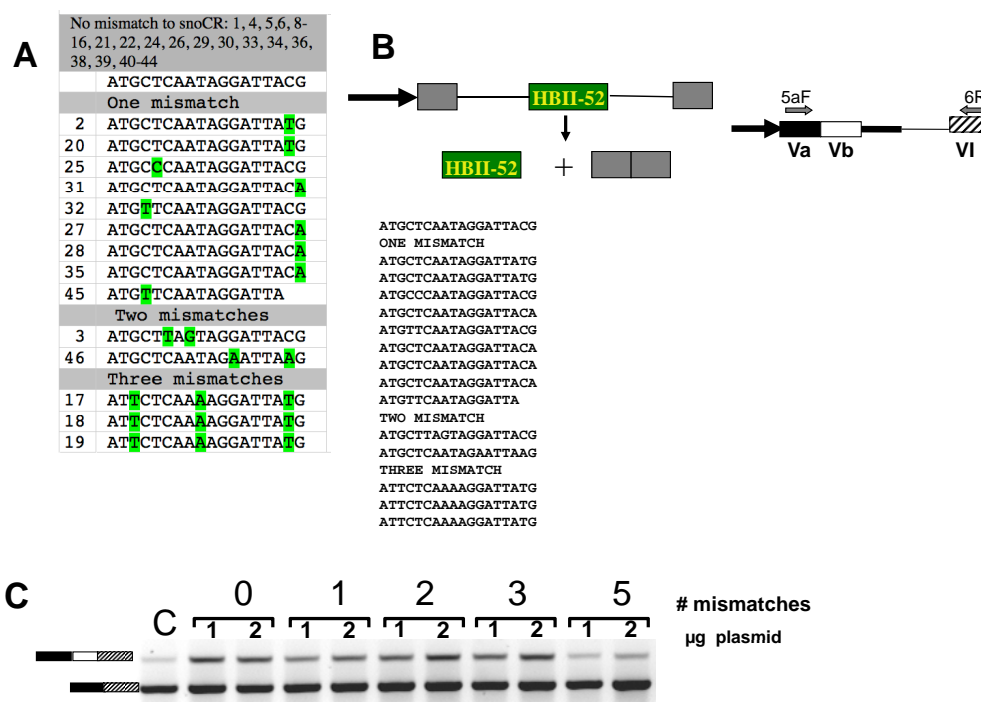 A
No mismatch to snoCR: 1, 4, 5,6, 8-
16, 21, 22, 24, 26, 29, 30, 33, 34, 36,
38, 39, 40-44
ATGCTCAATAGGATTACG
One mismatch
2 ATGCTCAATAGGATTATG
20 ATGCTCAATAGGATTATG
25 ATGCCCAATAGGATTACG
31 ATGCTCAATAGGATTACA
32 ATGTTCAATAGGATTACG
27 ATGCTCAATAGGATTACA
28 ATGCTCAATAGGATTACA
35 ATGCTCAATAGGATTACA
45 ATGTTCAATAGGATTA
Two mismatches
3 ATGCTTAGTAGGATTACG
46 ATGCTCAATAGAATTAAG
Three mismatches
17 ATTCTCAAAAGGATTATG
18 ATTCTCAAAAGGATTATG
19 ATTCTCAAAAGGATTATG
B
HBII-52
HBII-52 +
5aF 6R
Va Vb VI
ATGCTCAATAGGATTACG
ONE MISMATCH
ATGCTCAATAGGATTATG
ATGCTCAATAGGATTATG
ATGCCCAATAGGATTACG
ATGCTCAATAGGATTACA
ATGTTCAATAGGATTACG
ATGCTCAATAGGATTACA
ATGCTCAATAGGATTACA
ATGCTCAATAGGATTACA
ATGTTCAATAGGATTA
TWO MISMATCH
ATGCTTAGTAGGATTACG
ATGCTCAATAGAATTAAG
THREE MISMATCH
ATTCTCAAAAGGATTATG
ATTCTCAAAAGGATTATG
ATTCTCAAAAGGATTATG
C
C 0 1 2 3 5 # mismatches
1 2 1 2 1 2 1 2 1 2 µg plasmid